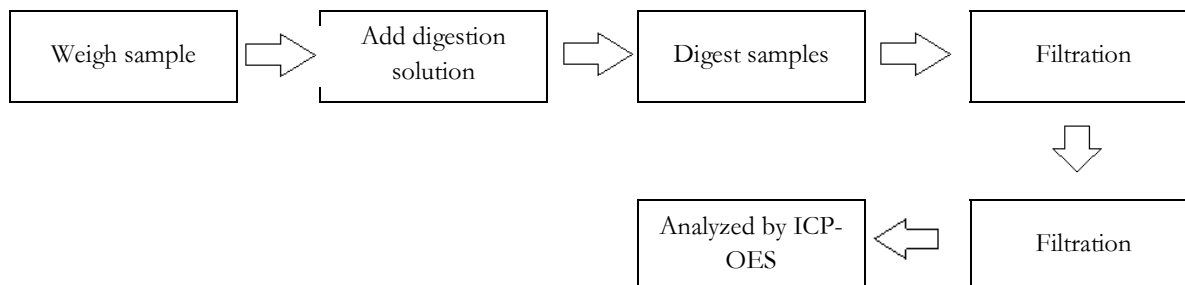 Weigh sample
Add digestion
solution
Digest samples
Filtration
Analyzed by ICP-
OES
Filtration